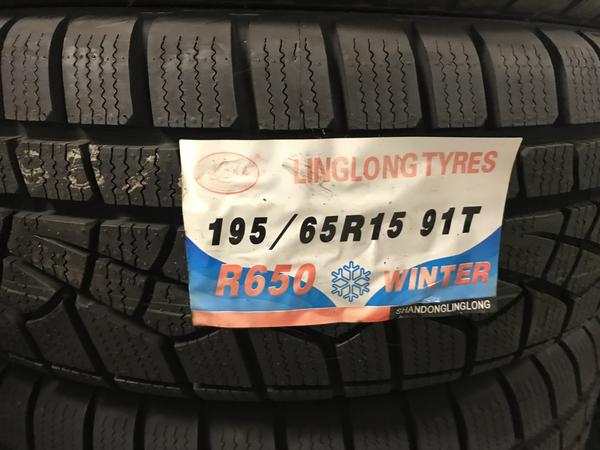 LINGLONG TYRES
195/65R15 91T
R650 WINTER
SHANDONGLINGLONG